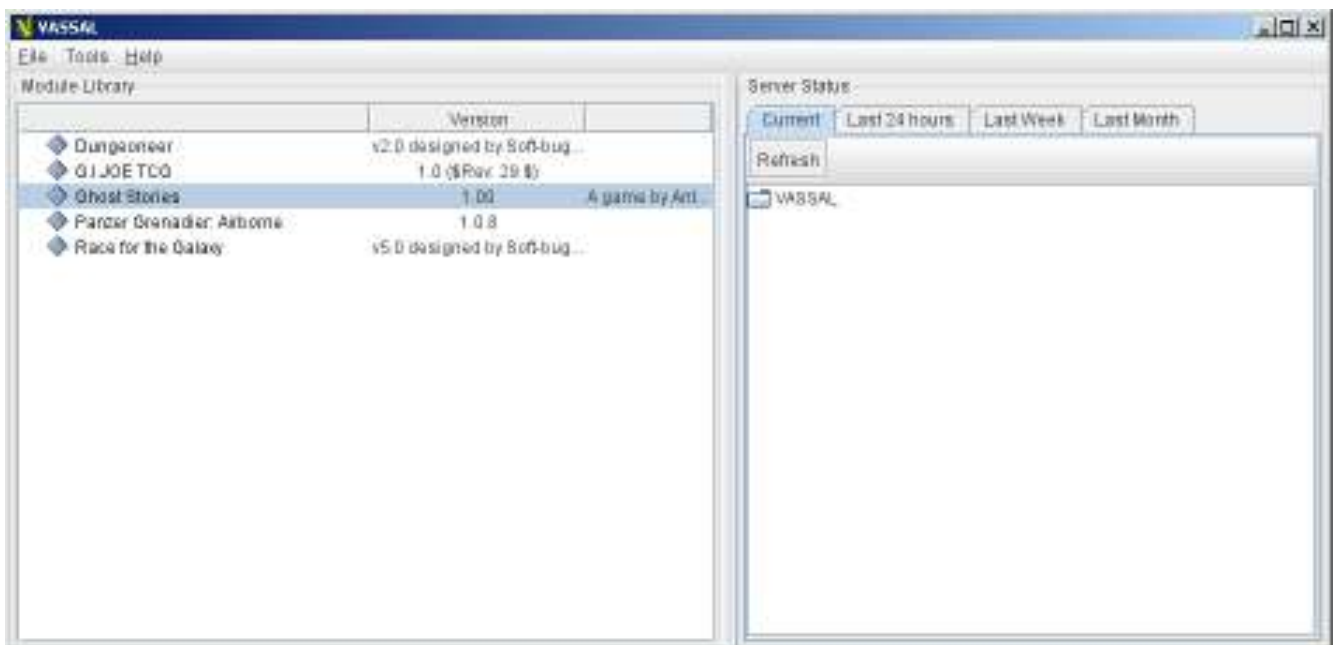 VASSAL
File Tools Help
Module Library
Version
Dungeoneer v2.0 designed by Soft-bug...
G.I.JOE TCG 1.0 ($Rev: 29 $)
Ghost Stories 1.00 A game by Ant...
Panzer Grenadier: Airborne 1.0.8
Race for the Galaxy v5.0 designed by Soft-bug...
Server Status
Current Last 24 hours Last Week Last Month
Refresh
VASSAL